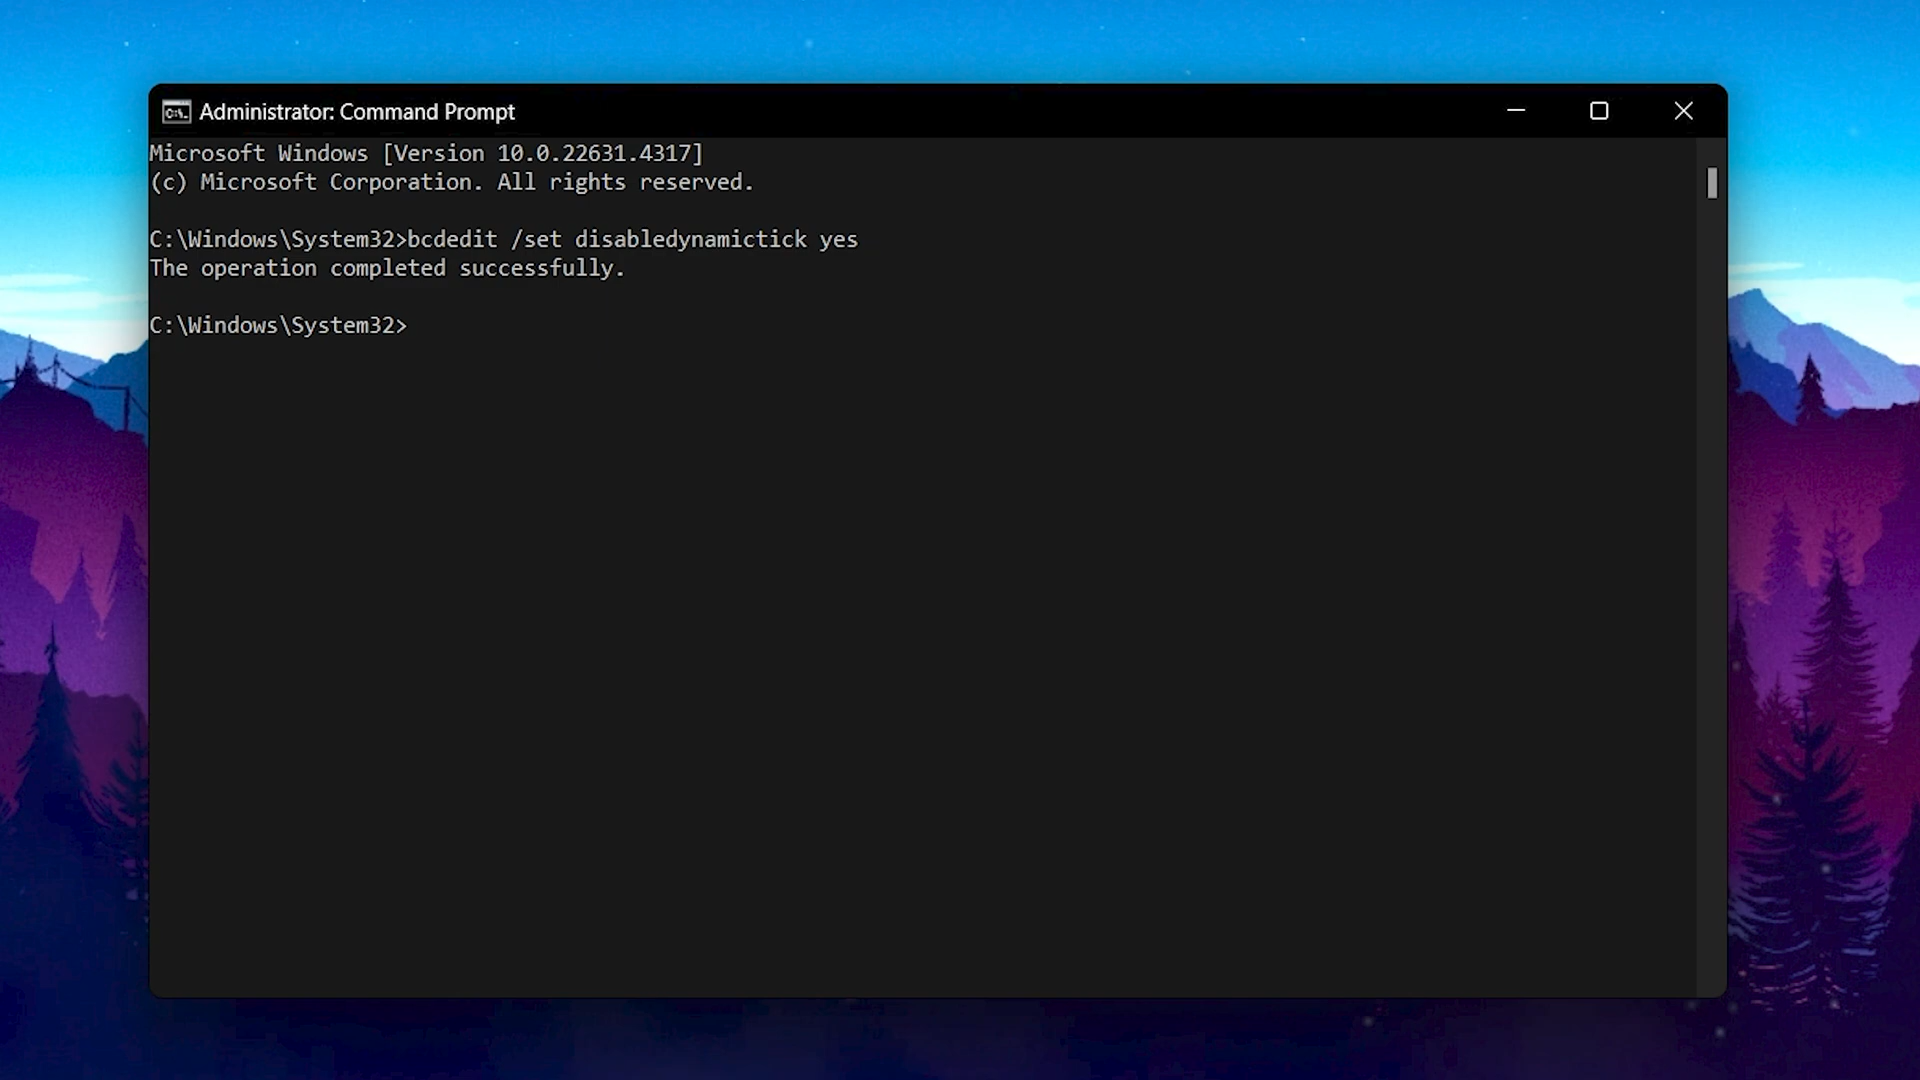 Administrator: Command Prompt
Microsoft Windows [Version 10.0.22631.4317]
(c) Microsoft Corporation. All rights reserved.
C:\Windows\System32>bcdedit /set disabledynamictick yes
The operation completed successfully.
C:\Windows\System32>